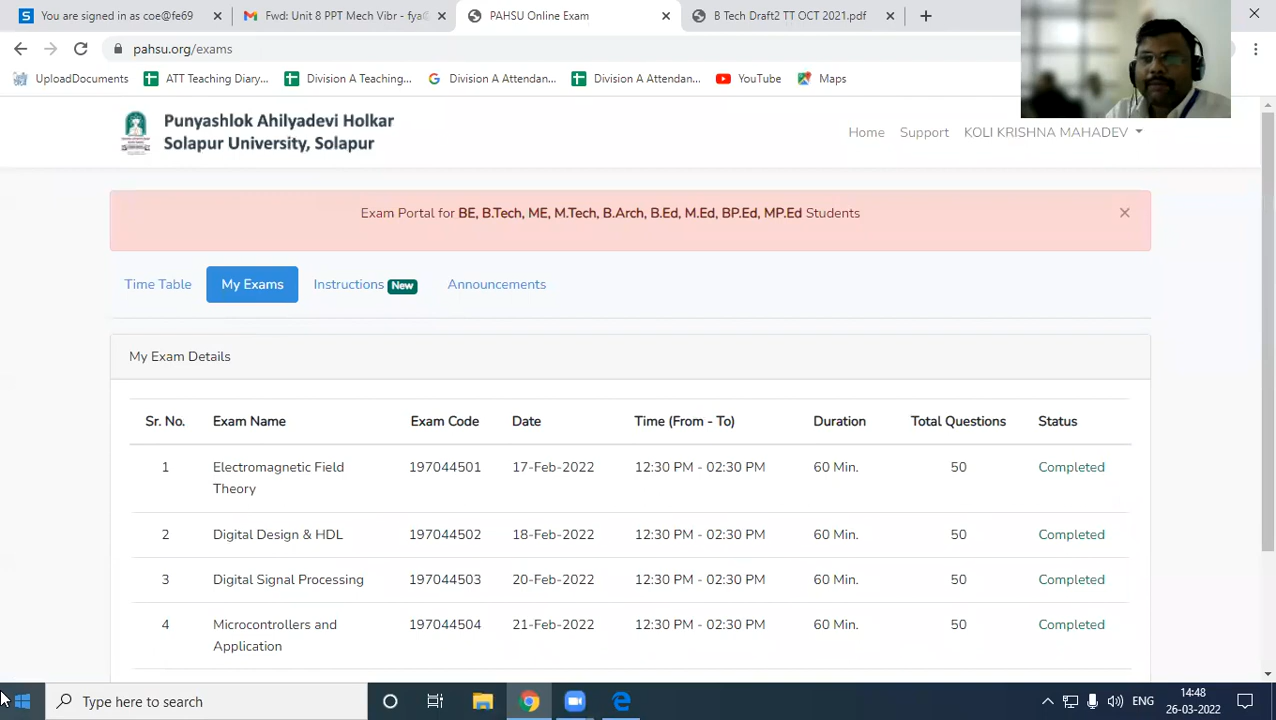 You are signed in as coe@fe69
Fwd: Unit 8 PPT Mech Vibr - fya@
PAHSU Online Exam
B Tech Draft2 TT OCT 2021.pdf
pahsu.org/exams
UploadDocuments
ATT Teaching Diary...
Division A Teaching...
Division A Attendan...
Division A Attendan...
YouTube
Maps
Punyashlok Ahilyadevi Holkar
Solapur University, Solapur
Home
Support
KOLI KRISHNA MAHADEV
Exam Portal for BE, B.Tech, ME, M.Tech, B.Arch, B.Ed, M.Ed, BP.Ed, MP.Ed Students
Time Table
My Exams
Instructions New
Announcements
My Exam Details
Sr. No. Exam Name Exam Code Date Time (From - To) Duration Total Questions Status
1 Electromagnetic Field 197044501 17-Feb-2022 12:30 PM - 02:30 PM 60 Min. 50 Completed
Theory
2 Digital Design & HDL 197044502 18-Feb-2022 12:30 PM - 02:30 PM 60 Min. 50 Completed
3 Digital Signal Processing 197044503 20-Feb-2022 12:30 PM - 02:30 PM 60 Min. 50 Completed
4 Microcontrollers and 197044504 21-Feb-2022 12:30 PM - 02:30 PM 60 Min. 50 Completed
Application
Type here to search
ENG
14:48
26-03-2022